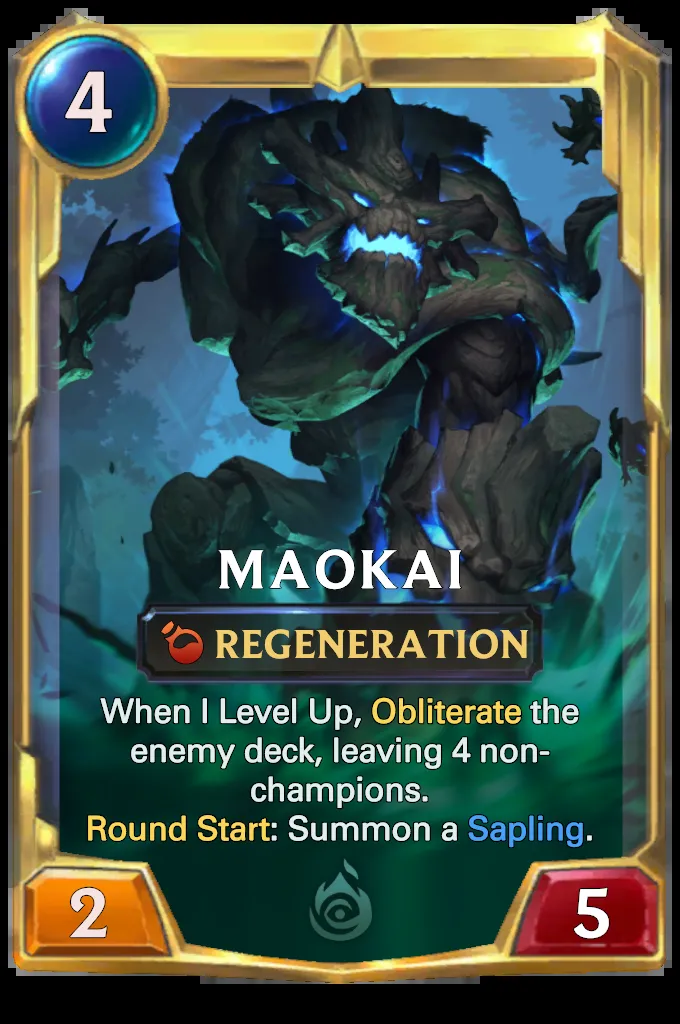 4
MAOKAI
REGENERATION
When I Level Up, Obliterate the
enemy deck, leaving 4 non-
champions.
Round Start: Summon a Sapling.
2
5